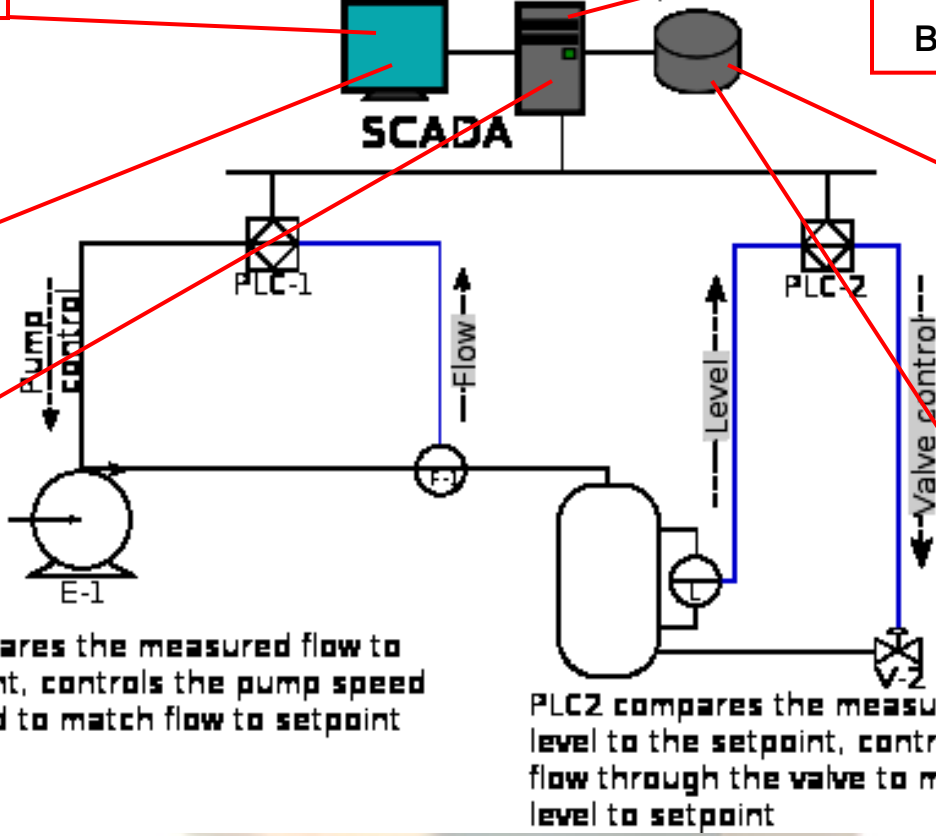 B
SCADA
PLC-1
PLC-2
Pump
control
Flow
Level
Valve control
F-1
L
E-1
V-2
ares the measured flow to
nt, controls the pump speed
d to match flow to setpoint
PLC2 compares the measu
level to the setpoint, contr
flow through the valve to m
level to setpoint